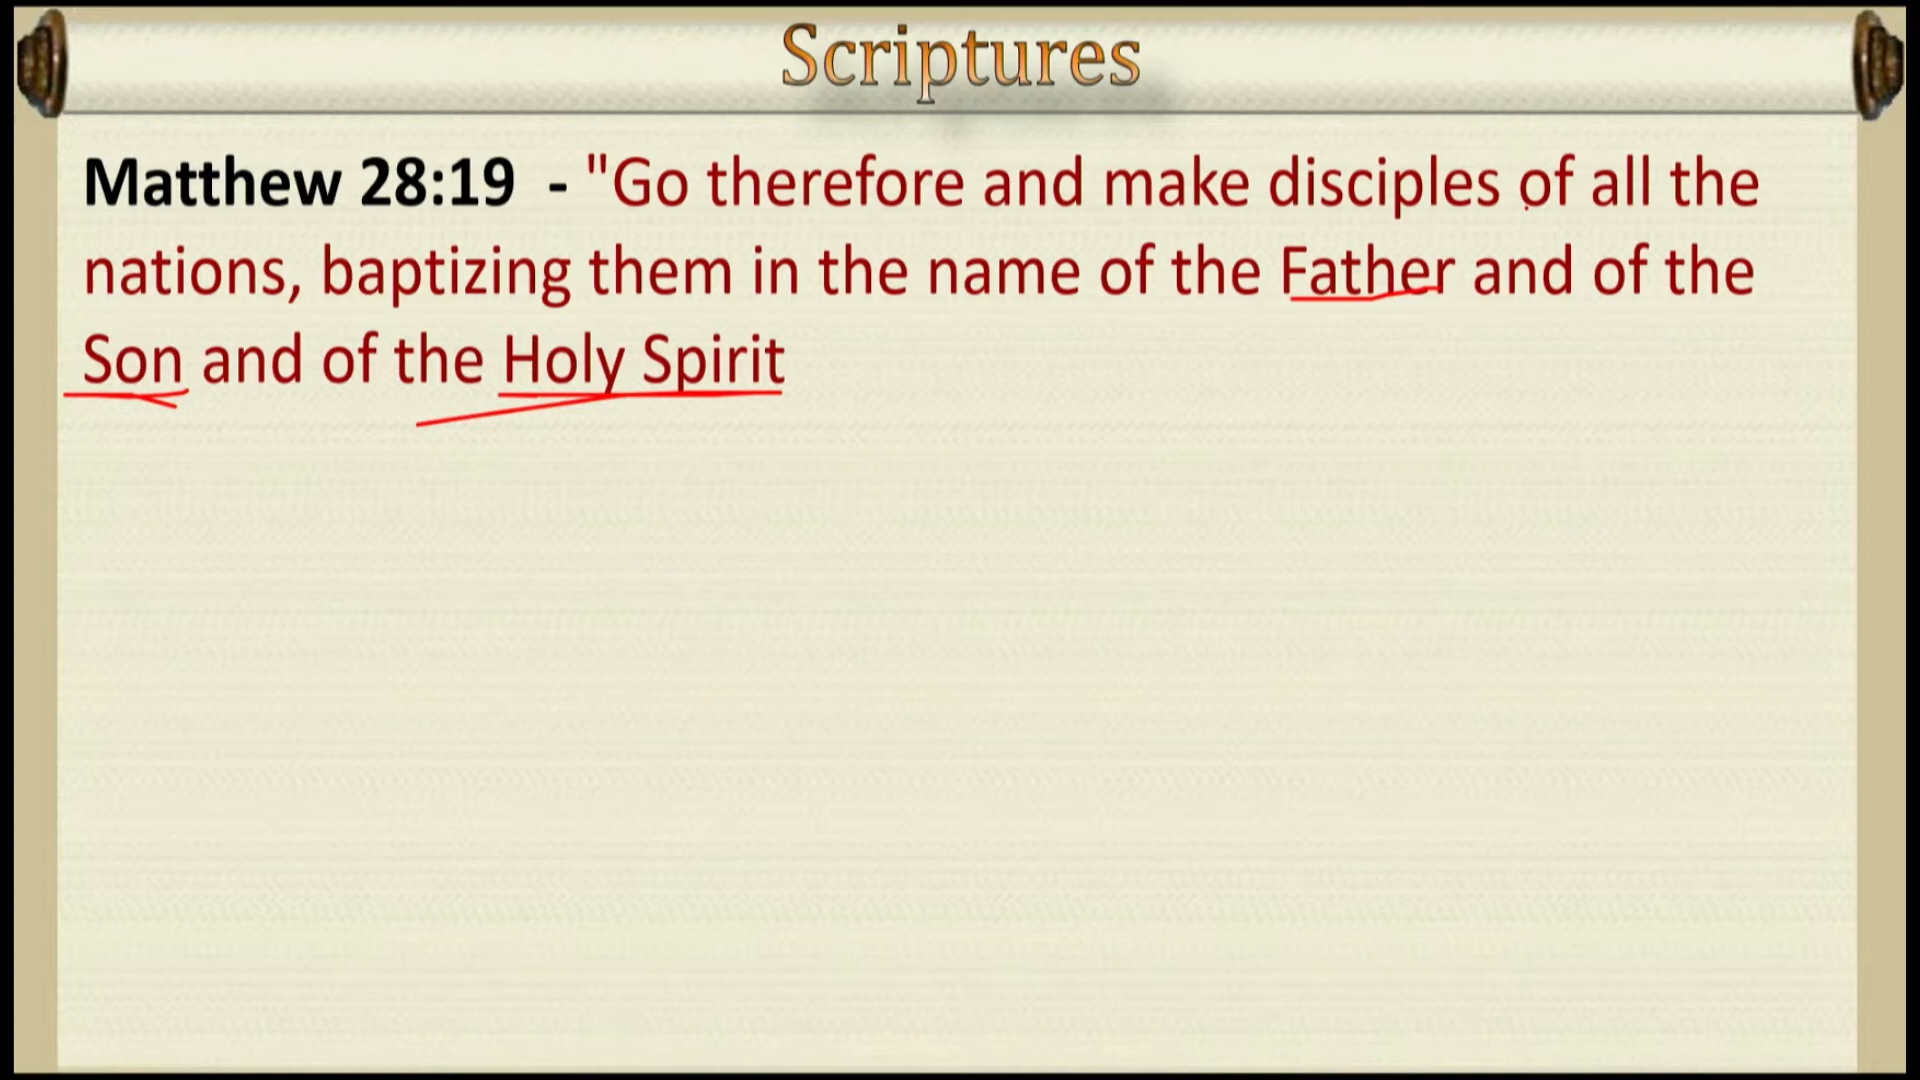 Scriptures
Matthew 28:19  - "Go therefore and make disciples of all the
nations, baptizing them in the name of the Father and of the
Son and of the Holy Spirit